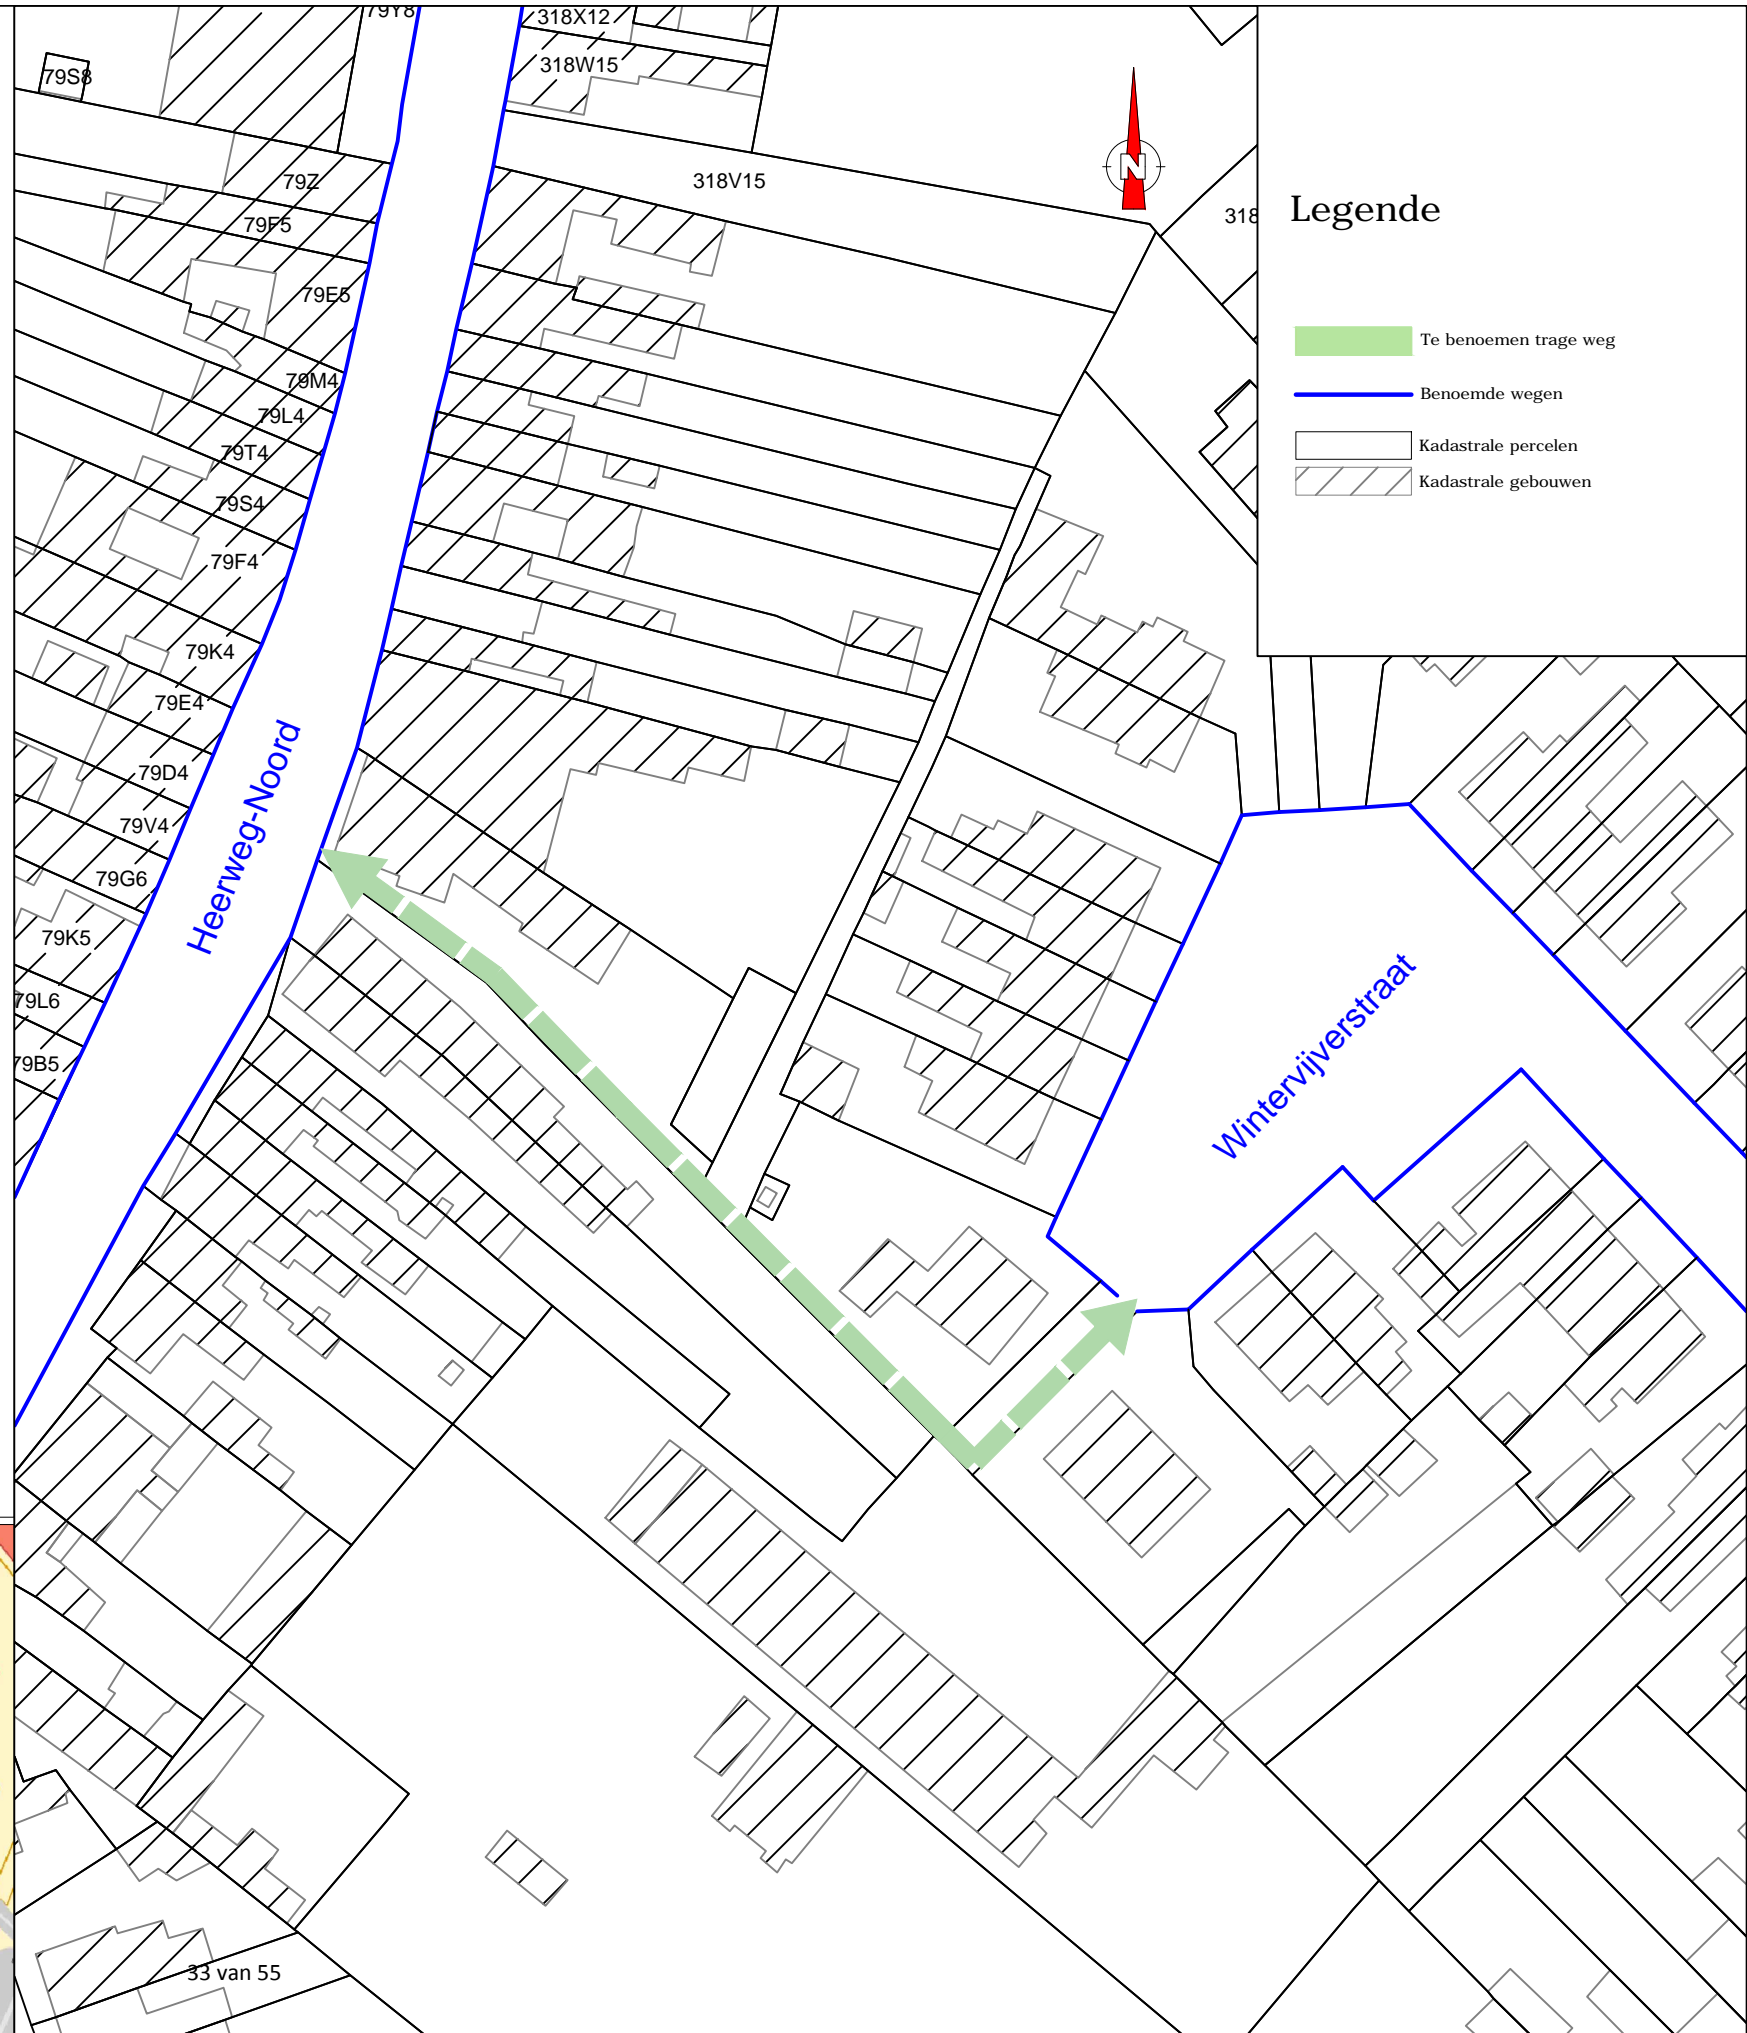 79Y8
318X12
318W15
79S8
318V15
79Z
79F5
79E5
79M4
79L4
79T4
79S4
79F4
79K4
79E4
79D4
79V4
79G6
79K5
79L6
79B5
N
318
Legende
Te benoemen trage weg
Benoemde wegen
Kadastrale percelen
Kadastrale gebouwen
Heerweg-Noord
Wintervijverstraat
33 van 55